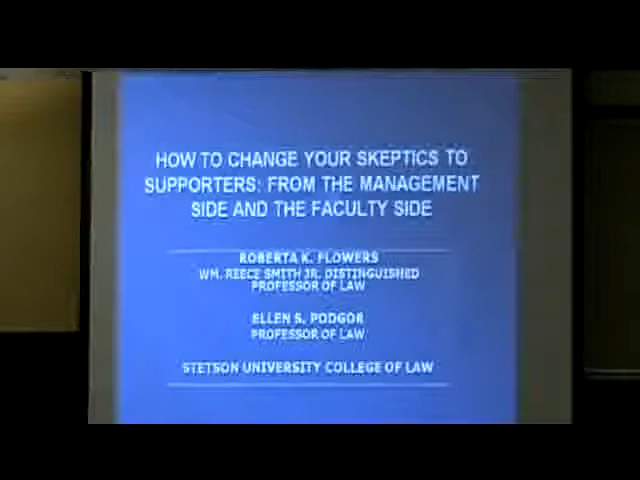 HOW TO CHANGE YOUR SKEPTICS TO
SUPPORTERS: FROM THE MANAGEMENT
SIDE AND THE FACULTY SIDE
ROBERTA K. FLOWERS
WM. REECE SMITH JR. DISTINGUISHED
PROFESSOR OF LAW
ELLEN S. PODGOR
PROFESSOR OF LAW
STETSON UNIVERSITY COLLEGE OF LAW